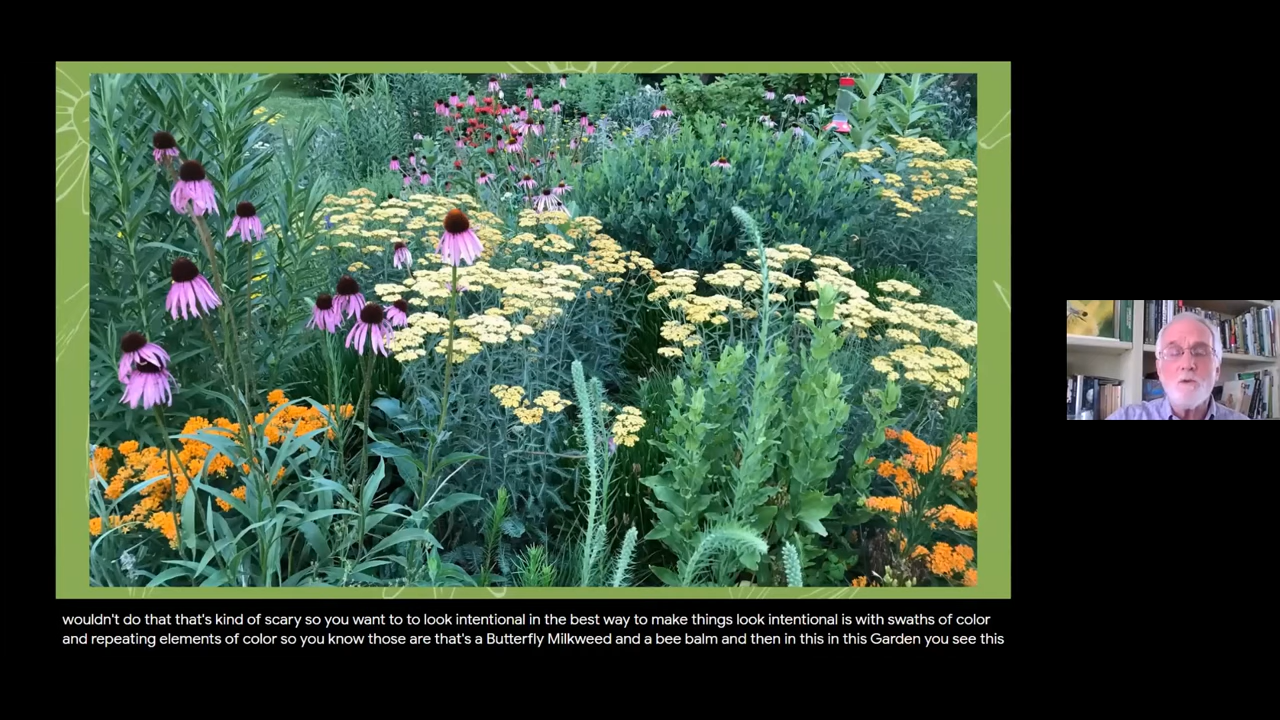 wouldn't do that that's kind of scary so you want to to look intentional in the best way to make things look intentional is with swaths of color
and repeating elements of color so you know those are that's a Butterfly Milkweed and a bee balm and then in this in this Garden you see this